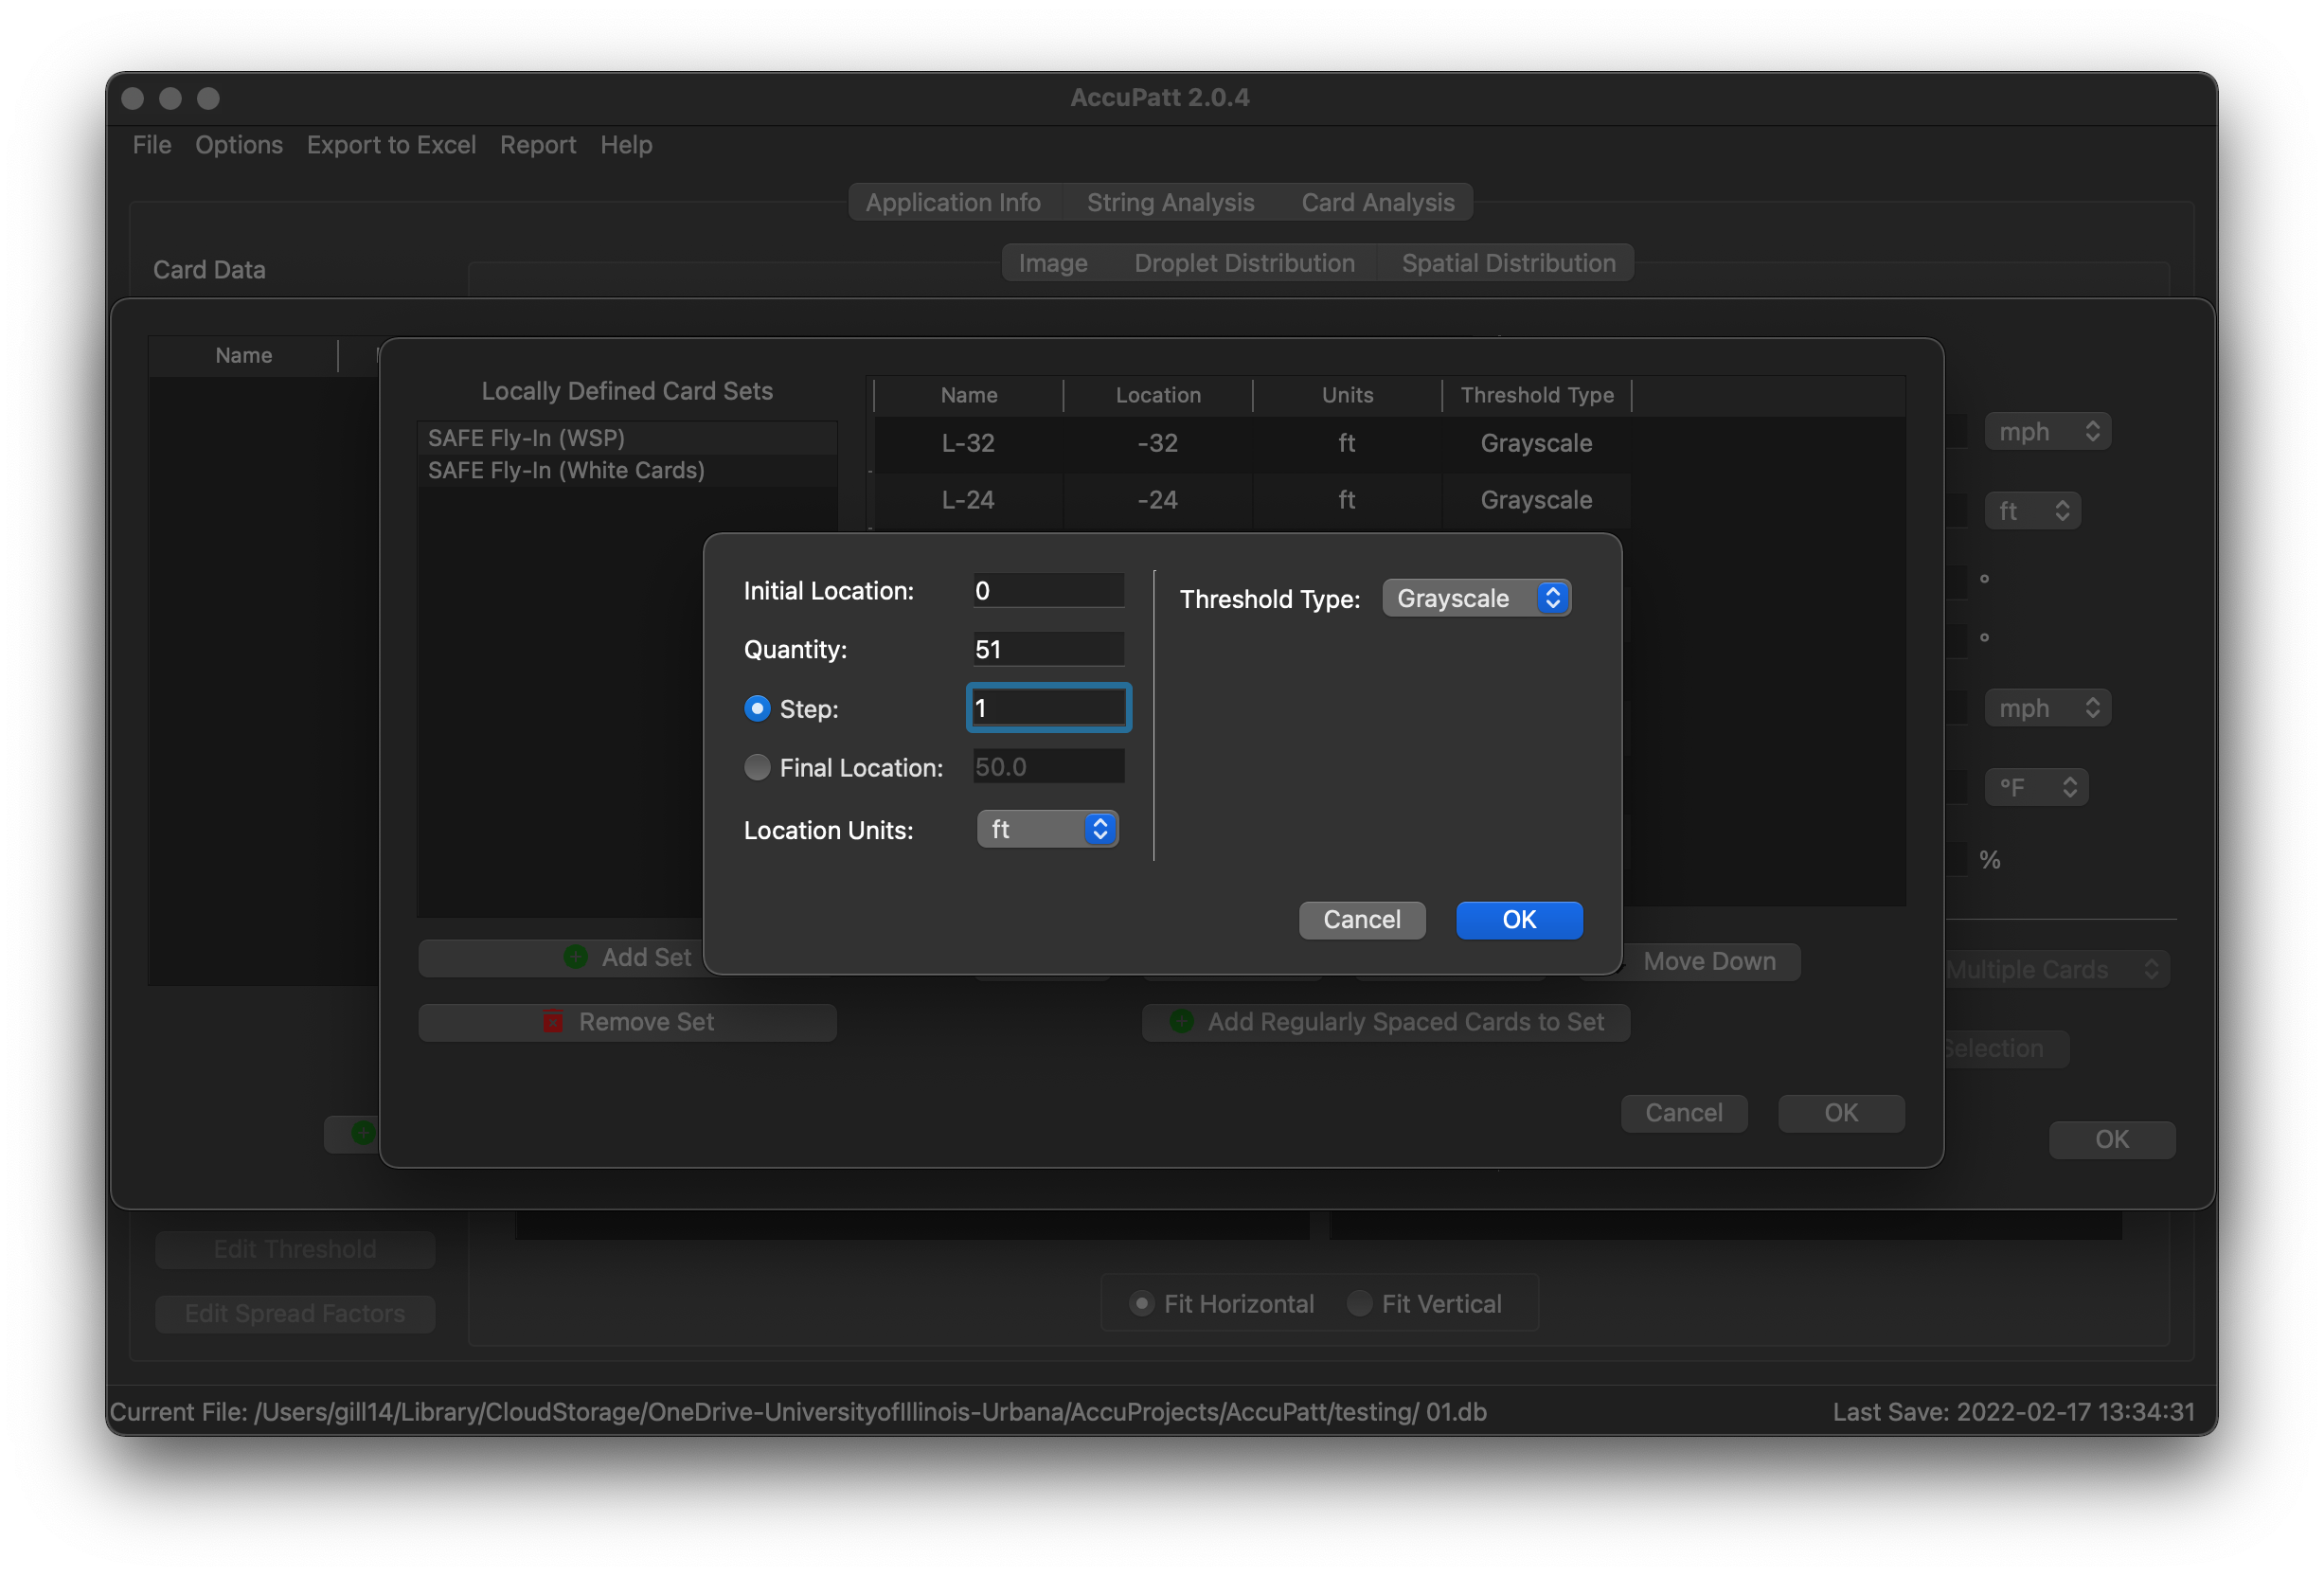 AccuPatt 2.0.4
File Options Export to Excel Report Help
Application Info String Analysis Card Analysis
Card Data
Image Droplet Distribution Spatial Distribution
Name
Locally Defined Card Sets
Name Location Units Threshold Type
SAFE Fly-In (WSP)
SAFE Fly-In (White Cards)
L-32 -32 ft Grayscale
L-24 -24 ft Grayscale
mph
ft
°
°
mph
°F
%
Initial Location: 0
Quantity: 51
Step: 1
Final Location: 50.0
Location Units: ft
Threshold Type: Grayscale
Cancel OK
Add Set
Move Down
Multiple Cards
Remove Set
Add Regularly Spaced Cards to Set
Selection
Cancel OK
OK
Edit Threshold
Edit Spread Factors
Fit Horizontal Fit Vertical
Current File: /Users/gill14/Library/CloudStorage/OneDrive-UniversityofIllinois-Urbana/AccuProjects/AccuPatt/testing/ 01.db
Last Save: 2022-02-17 13:34:31